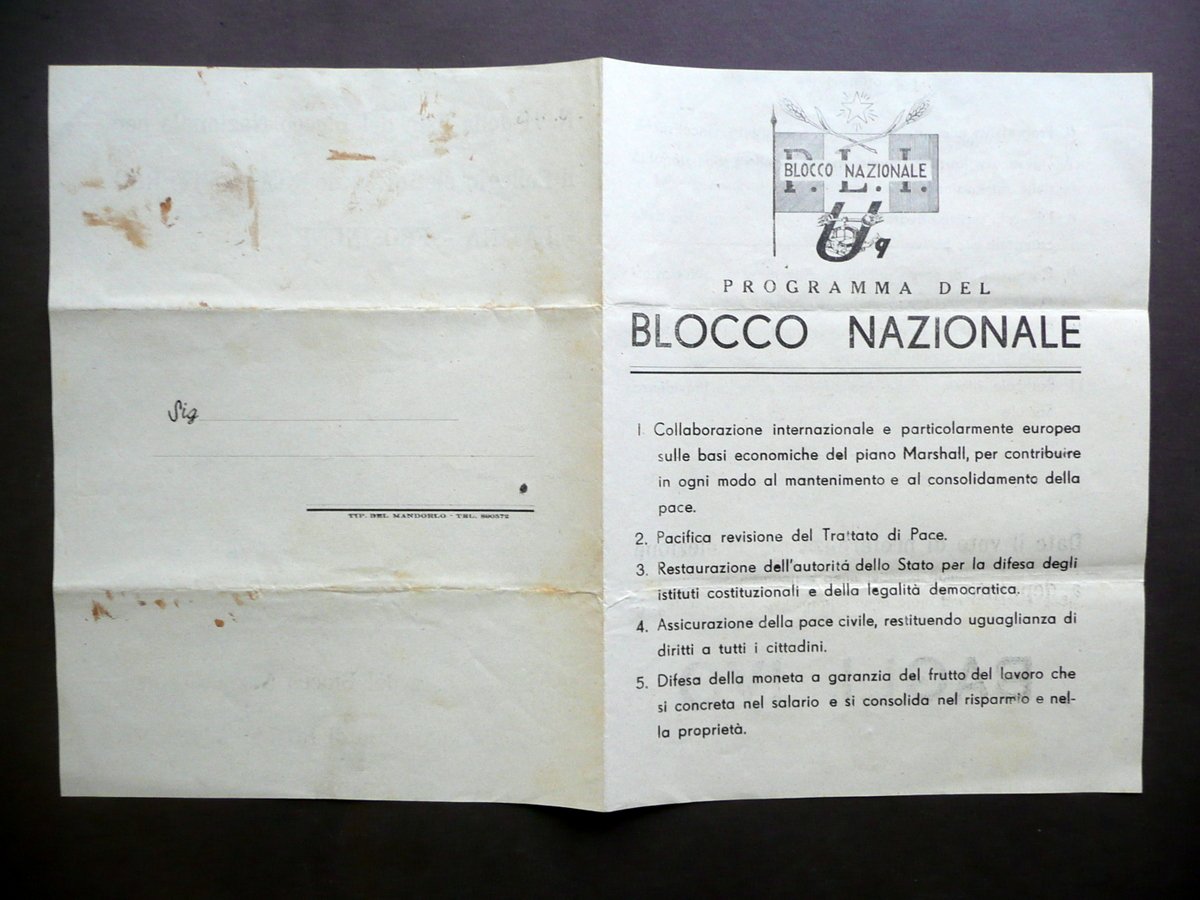 Sig
TIP. DEL MANDORLO - TEL. 890572
P. L. I.
BLOCCO NAZIONALE
Uq
PROGRAMMA DEL
BLOCCO NAZIONALE
1. Collaborazione internazionale e particolarmente europea
sulle basi economiche del piano Marshall, per contribuire
in ogni modo al mantenimento e al consolidamento della
pace.
2. Pacifica revisione del Trattato di Pace.
3. Restaurazione dell'autoritá dello Stato per la difesa degli
istituti costituzionali e della legalità democratica.
4. Assicurazione della pace civile, restituendo uguaglianza di
diritti a tutti i cittadini.
5. Difesa della moneta a garanzia del frutto del lavoro che
si concreta nel salario e si consolida nel risparmio e nel-
la proprietà.